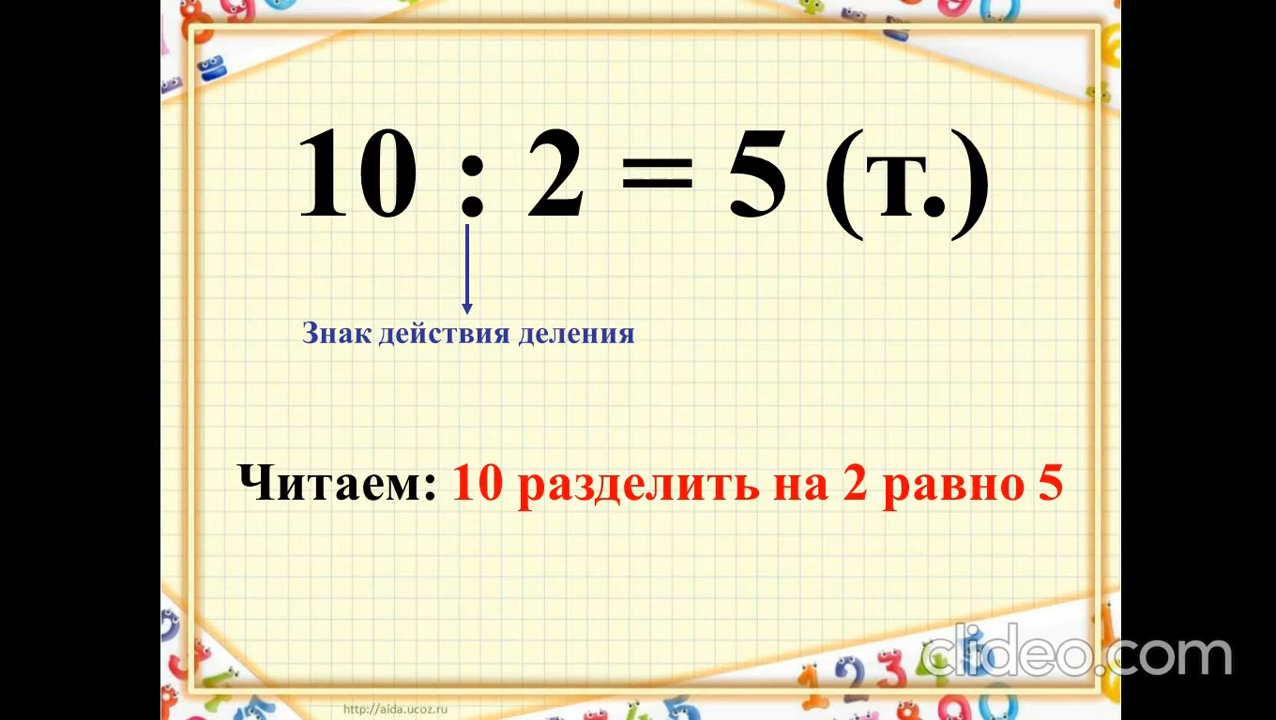 10 : 2 = 5 (т.)
Знак действия деления
Читаем: 10 разделить на 2 равно 5
clideo.com
http://aida.ucoz.ru